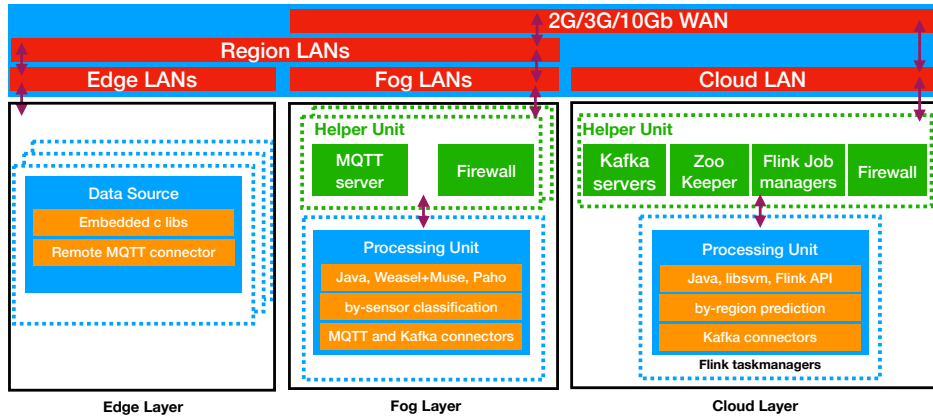 2G/3G/10Gb WAN
Region LANs
Edge LANs
Fog LANs
Cloud LAN
Data Source
Embedded c libs
Remote MQTT connector
Edge Layer
Helper Unit
MQTT
server
Firewall
Processing Unit
Java, Weasel+Muse, Paho
by-sensor classification
MQTT and Kafka connectors
Fog Layer
Helper Unit
Kafka
servers
Zoo
Keeper
Flink Job
managers
Firewall
Processing Unit
Java, libsvm, Flink API
by-region prediction
Kafka connectors
Flink taskmanagers
Cloud Layer